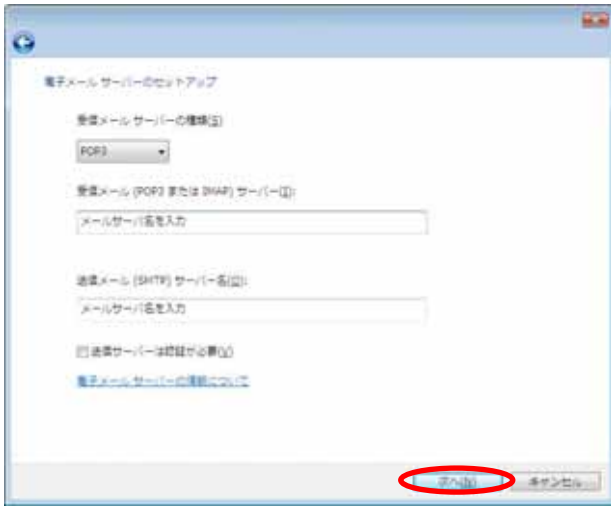 電子メール サーバーのセットアップ
受信メール サーバーの種類(S)
POP3
受信メール (POP3 または IMAP) サーバー(I):
メールサーバ名を入力
送信メール (SMTP) サーバー名(O):
メールサーバ名を入力
送信サーバーは認証が必要(V)
電子メール サーバーの情報について
次へ(N)
キャンセル